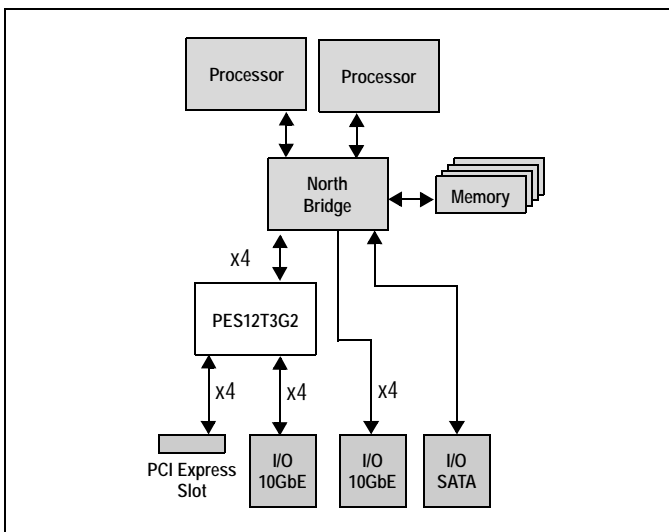 Processor
Processor
North
Bridge
Memory
x4
PES12T3G2
x4
x4
x4
PCI Express
Slot
I/O
10GbE
I/O
10GbE
I/O
SATA